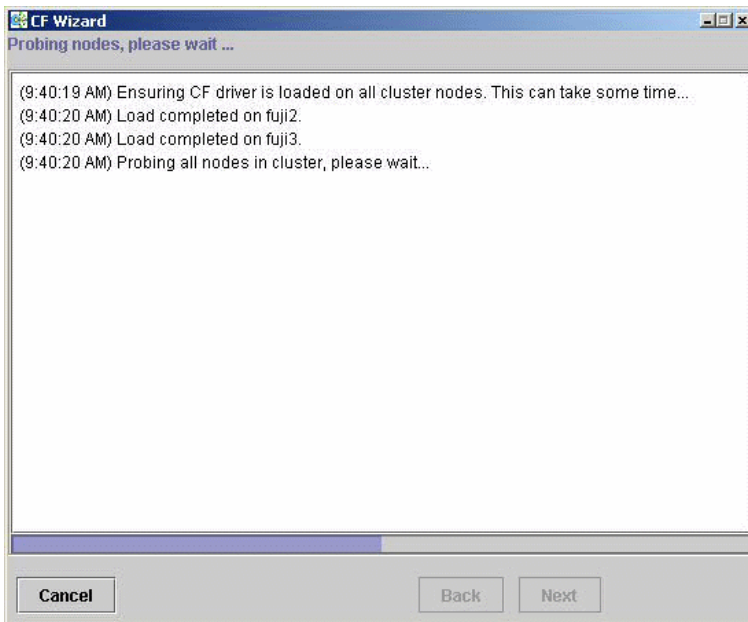 CF Wizard
Probing nodes, please wait ...
(9:40:19 AM) Ensuring CF driver is loaded on all cluster nodes. This can take some time...
(9:40:20 AM) Load completed on fuji2.
(9:40:20 AM) Load completed on fuji3.
(9:40:20 AM) Probing all nodes in cluster, please wait...
Cancel Back Next